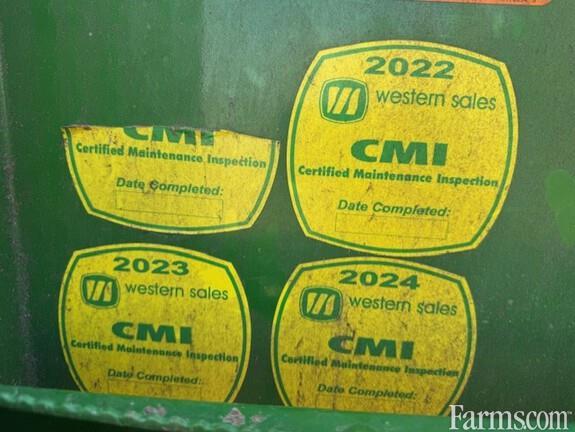 CMI
Certified Maintenance Inspection
Date Completed:
2022
western sales
CMI
Certified Maintenance Inspection
Date Completed:
2023
western sales
CMI
Certified Maintenance Inspection
Date Completed:
2024
western sales
CMI
Certified Maintenance Inspection
Date Completed:
Farms.com®